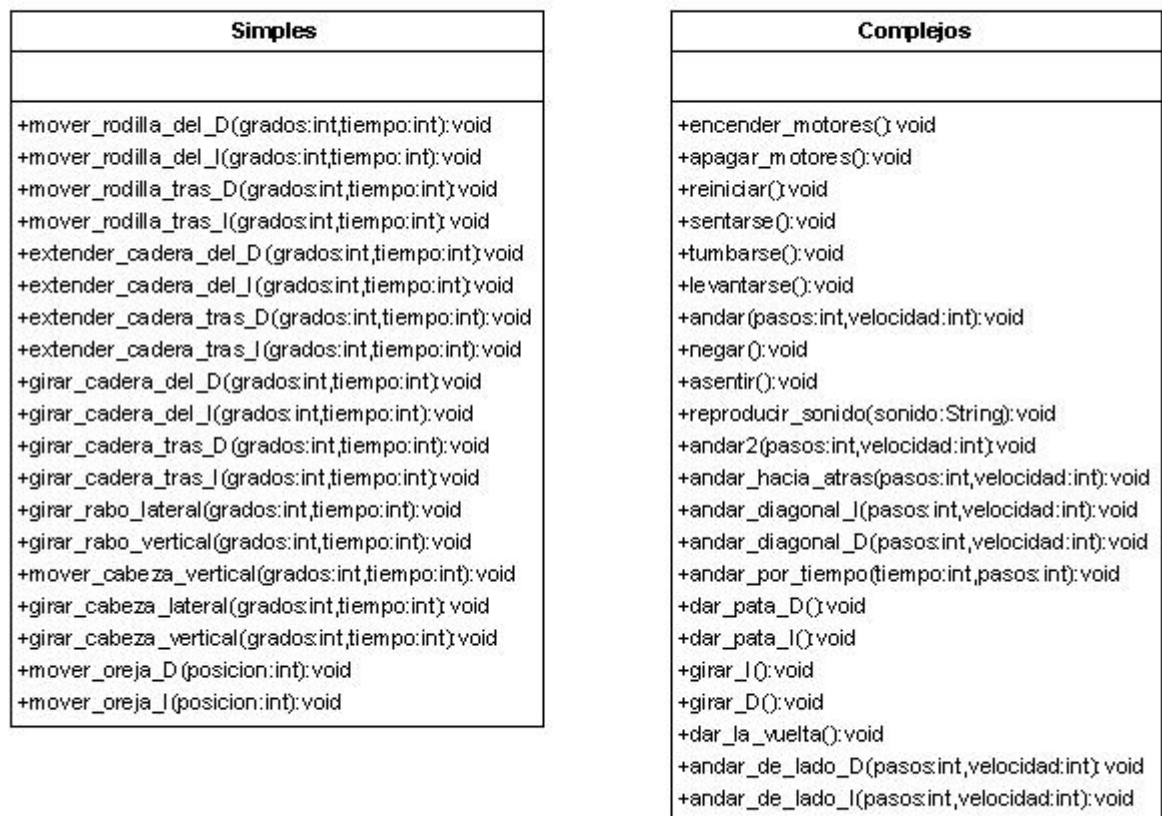 Simples
+mover_rodilla_del_D(grados:int,tiempo:int):void
+mover_rodilla_del_I(grados:int,tiempo:int):void
+mover_rodilla_tras_D(grados:int,tiempo:int):void
+mover_rodilla_tras_I(grados:int,tiempo:int):void
+extender_cadera_del_D(grados:int,tiempo:int):void
+extender_cadera_del_I(grados:int,tiempo:int):void
+extender_cadera_tras_D(grados:int,tiempo:int):void
+extender_cadera_tras_I(grados:int,tiempo:int):void
+girar_cadera_del_D(grados:int,tiempo:int):void
+girar_cadera_del_I(grados:int,tiempo:int):void
+girar_cadera_tras_D(grados:int,tiempo:int):void
+girar_cadera_tras_I(grados:int,tiempo:int):void
+girar_rabo_lateral(grados:int,tiempo:int):void
+girar_rabo_vertical(grados:int,tiempo:int):void
+mover_cabeza_vertical(grados:int,tiempo:int):void
+girar_cabeza_lateral(grados:int,tiempo:int):void
+girar_cabeza_vertical(grados:int,tiempo:int):void
+mover_oreja_D(posicion:int):void
+mover_oreja_I(posicion:int):void
Complejos
+encender_motores():void
+apagar_motores():void
+reiniciar():void
+sentarse():void
+tumbarse():void
+levantarse():void
+andar(pasos:int,velocidad:int):void
+negar():void
+asentir():void
+reproducir_sonido(sonido:String):void
+andar2(pasos:int,velocidad:int):void
+andar_hacia_atras(pasos:int,velocidad:int):void
+andar_diagonal_I(pasos:int,velocidad:int):void
+andar_diagonal_D(pasos:int,velocidad:int):void
+andar_por_tiempo(tiempo:int,pasos:int):void
+dar_pata_D():void
+dar_pata_I():void
+girar_I():void
+girar_D():void
+dar_la_vuelta():void
+andar_de_lado_D(pasos:int,velocidad:int):void
+andar_de_lado_I(pasos:int,velocidad:int):void